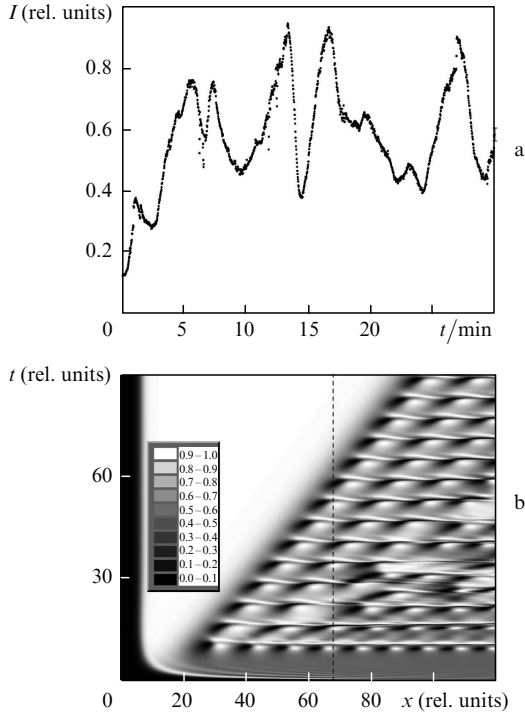 I (rel. units)
0.8
0.6
0.4
0.2
0
5
10
15
20
t/min
a
t (rel. units)
60
30
0.9 – 1.0
0.8 – 0.9
0.7 – 0.8
0.6 – 0.7
0.5 – 0.6
0.4 – 0.5
0.3 – 0.4
0.2 – 0.3
0.1 – 0.2
0.0 – 0.1
b
0
20
40
60
80
x (rel. units)